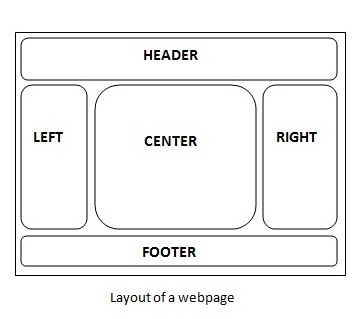 HEADER
LEFT
CENTER
RIGHT
FOOTER
Layout of a webpage